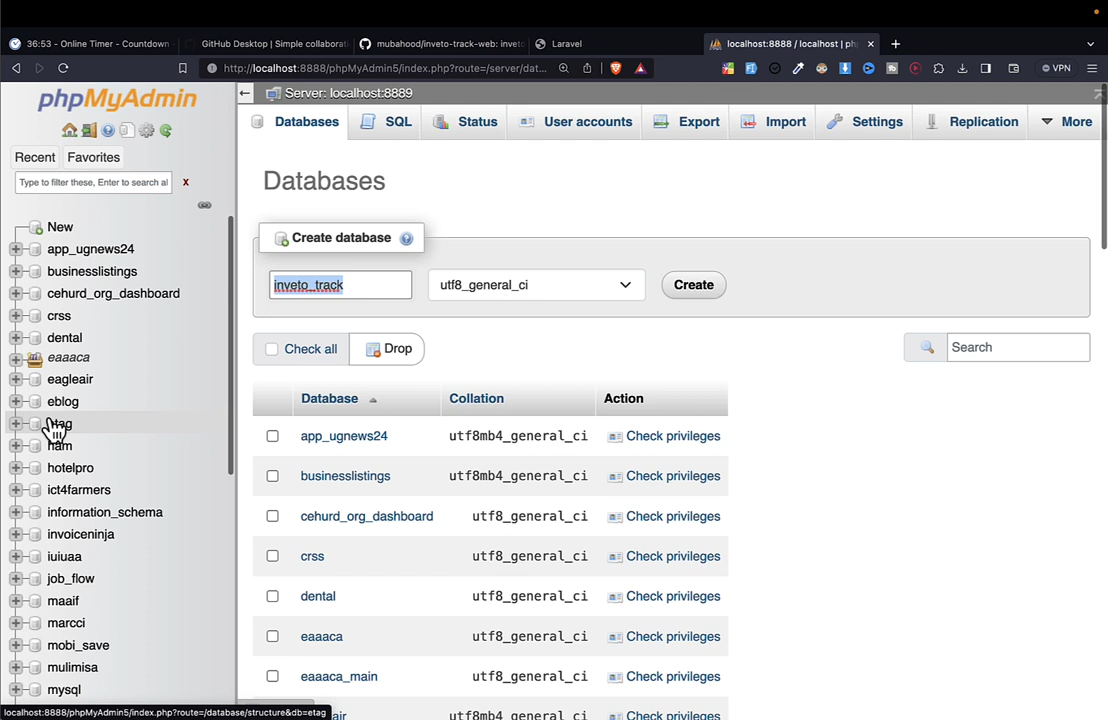 36:53 - Online Timer - Countdown
GitHub Desktop | Simple collaborati
mubahood/inveto-track-web: invet
Laravel
localhost:8888 / localhost | ph
http://localhost:8888/phpMyAdmin5/index.php?route=/server/dat...
VPN
phpMyAdmin
Recent
Favorites
Type to filter these, Enter to search al
x
New
app_ugnews24
businesslistings
cehurd_org_dashboard
crss
dental
eaaaca
eagleair
eblog
hotelpro
ict4farmers
information_schema
invoiceninja
iuiuaa
job_flow
maaif
marcci
mobi_save
mulimisa
mysql
localhost:8888/phpMyAdmin5/index.php?route=/database/structure&db=etag
Server: localhost:8889
Databases
SQL
Status
User accounts
Export
Import
Settings
Replication
More
Databases
Create database
inveto_track
utf8_general_ci
Create
Check all
Drop
Search
Database
Collation
Action
app_ugnews24 utf8mb4_general_ci Check privileges
businesslistings utf8mb4_general_ci Check privileges
cehurd_org_dashboard utf8_general_ci Check privileges
crss utf8_general_ci Check privileges
dental utf8_general_ci Check privileges
eaaaca utf8_general_ci Check privileges
eaaaca_main utf8_general_ci Check privileges
utf8_general_ci Check privileges